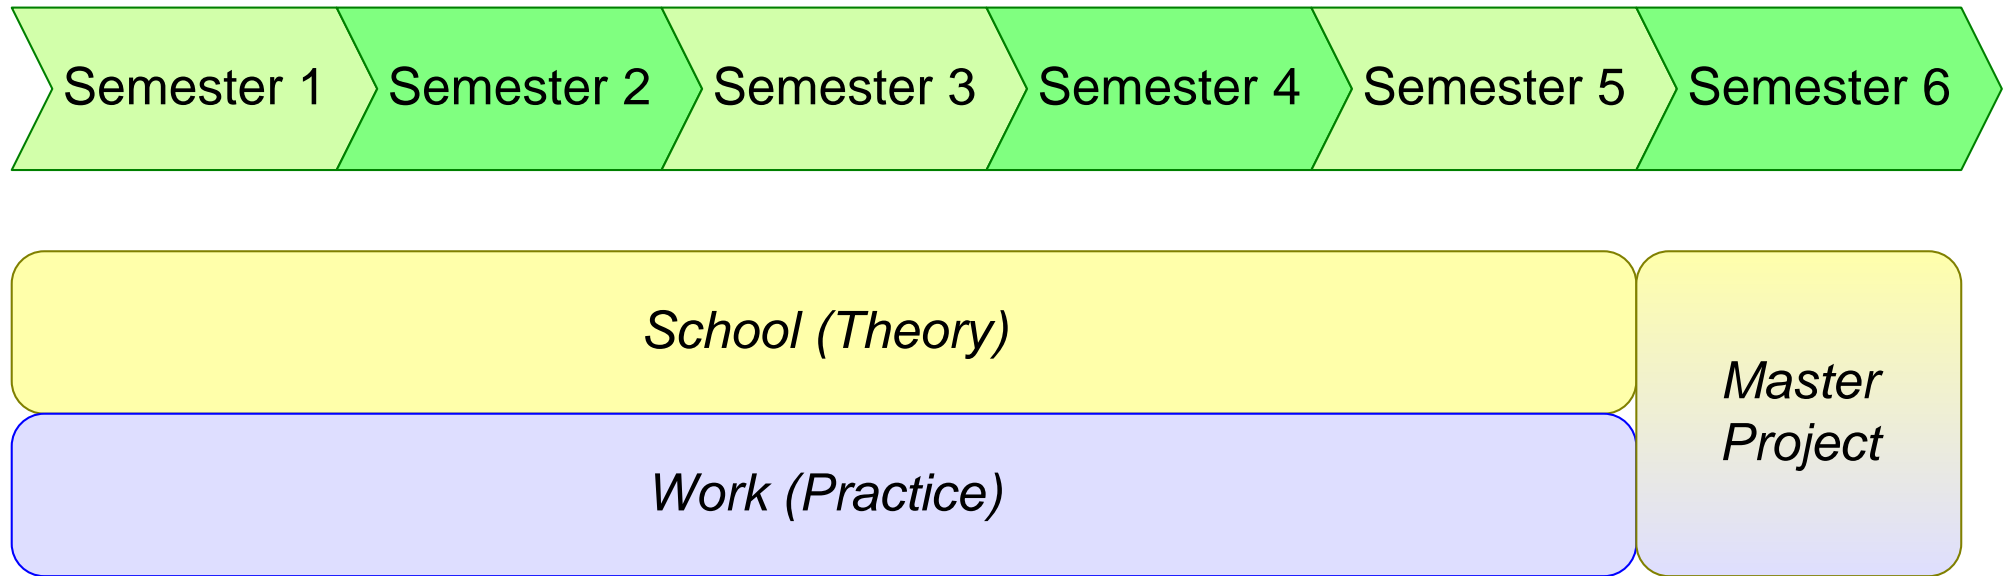 Semester 1
Semester 2
Semester 3
Semester 4
Semester 5
Semester 6
School (Theory)
Work (Practice)
Master
Project